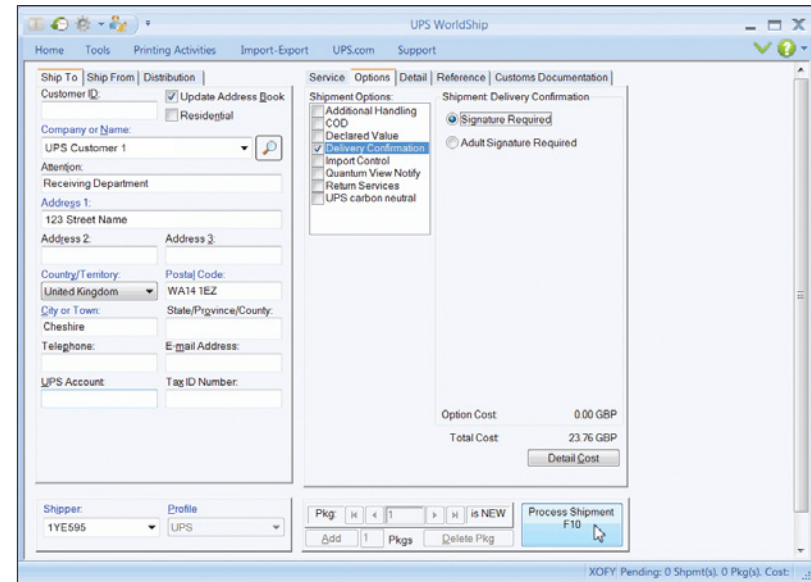 UPS WorldShip
Home Tools Printing Activities Import-Export UPS.com Support
Ship To Ship From Distribution
Customer ID:
Update Address Book
Residential
Company or Name:
UPS Customer 1
Attention:
Receiving Department
Address 1:
123 Street Name
Address 2: Address 3:
Country/Territory: Postal Code:
United Kingdom WA14 1EZ
City or Town: State/Province/County:
Cheshire
Telephone: E-mail Address:
UPS Account: Tax ID Number:
Shipper: Profile
1YE595 UPS
Service Options Detail Reference Customs Documentation
Shipment Options:
Additional Handling
COD
Declared Value
Delivery Confirmation
Import Control
Quantum View Notify
Return Services
UPS carbon neutral
Shipment Delivery Confirmation
Signature Required
Adult Signature Required
Option Cost: 0.00 GBP
Total Cost: 23.76 GBP
Detail Cost
Pkg: 1 is NEW
Add 1 Pkgs Delete Pkg
Process Shipment
F10
XOFY Pending: 0 Shpmt(s). 0 Pkg(s). Cost: